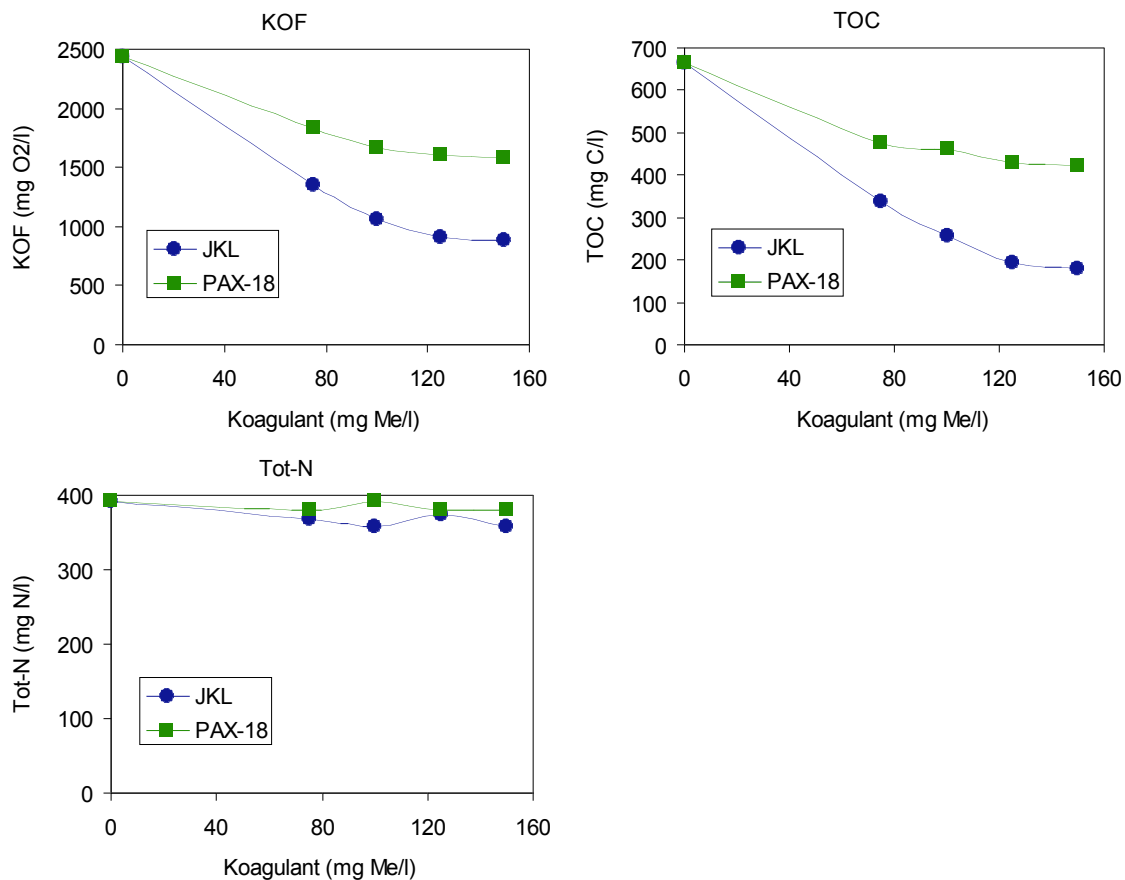 KOF
KOF (mg O2/l)
2500
2000
1500
1000
500
0
JKL
PAX-18
0 40 80 120 160
Koagulant (mg Me/l)
TOC
TOC (mg C/l)
700
600
500
400
300
200
100
0
JKL
PAX-18
0 40 80 120 160
Koagulant (mg Me/l)
Tot-N
Tot-N (mg N/l)
400
300
200
100
0
JKL
PAX-18
0 40 80 120 160
Koagulant (mg Me/l)